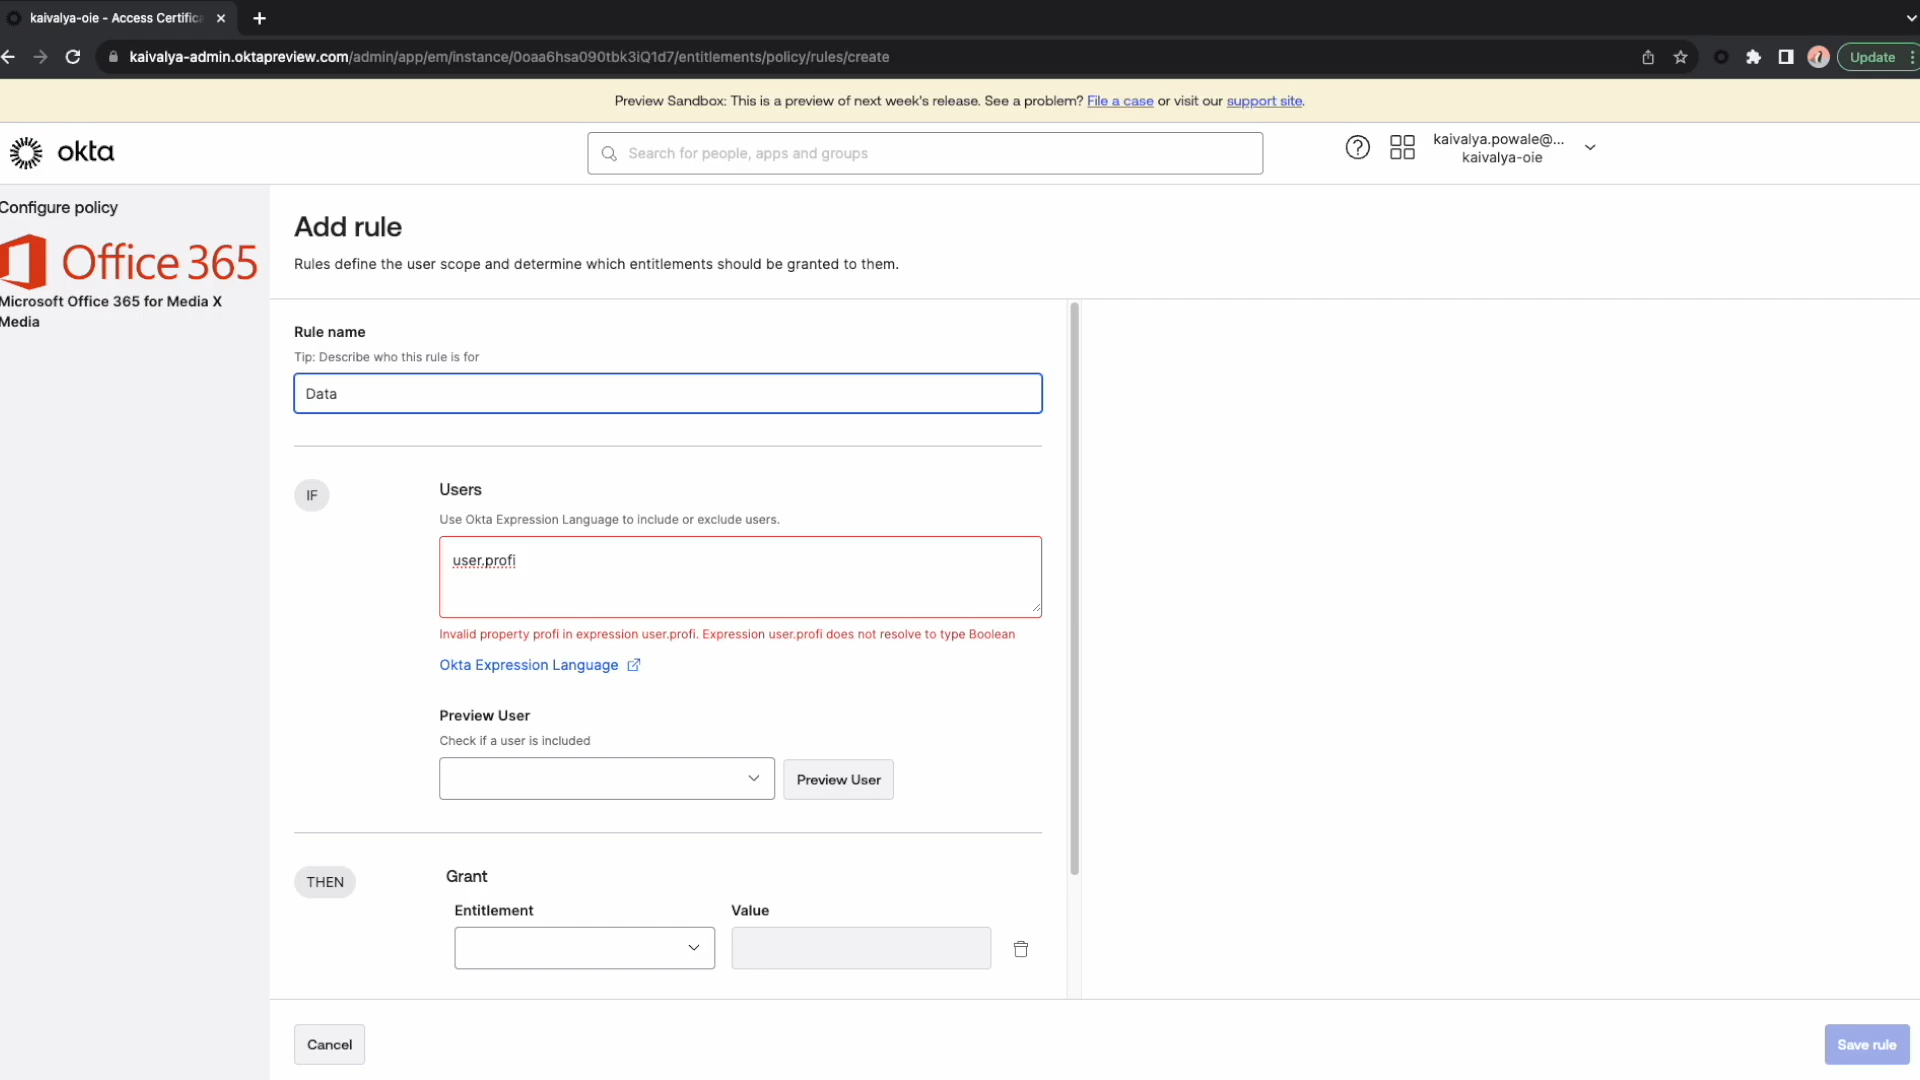 kaivalya-oie - Access Certifica
kaivalya-admin.oktapreview.com/admin/app/em/instance/0oaa6hsa090tbk3iQ1d7/entitlements/policy/rules/create
Update
Preview Sandbox: This is a preview of next week's release. See a problem? File a case or visit our support site.
okta
Search for people, apps and groups
kaivalya.powale@...
kaivalya-oie
Configure policy
Office 365
Microsoft Office 365 for Media X
Media
Add rule
Rules define the user scope and determine which entitlements should be granted to them.
Rule name
Tip: Describe who this rule is for
Data
IF
Users
Use Okta Expression Language to include or exclude users.
user.profi
Invalid property profi in expression user.profi. Expression user.profi does not resolve to type Boolean
Okta Expression Language
Preview User
Check if a user is included
Preview User
THEN
Grant
Entitlement
Value
Cancel
Save rule